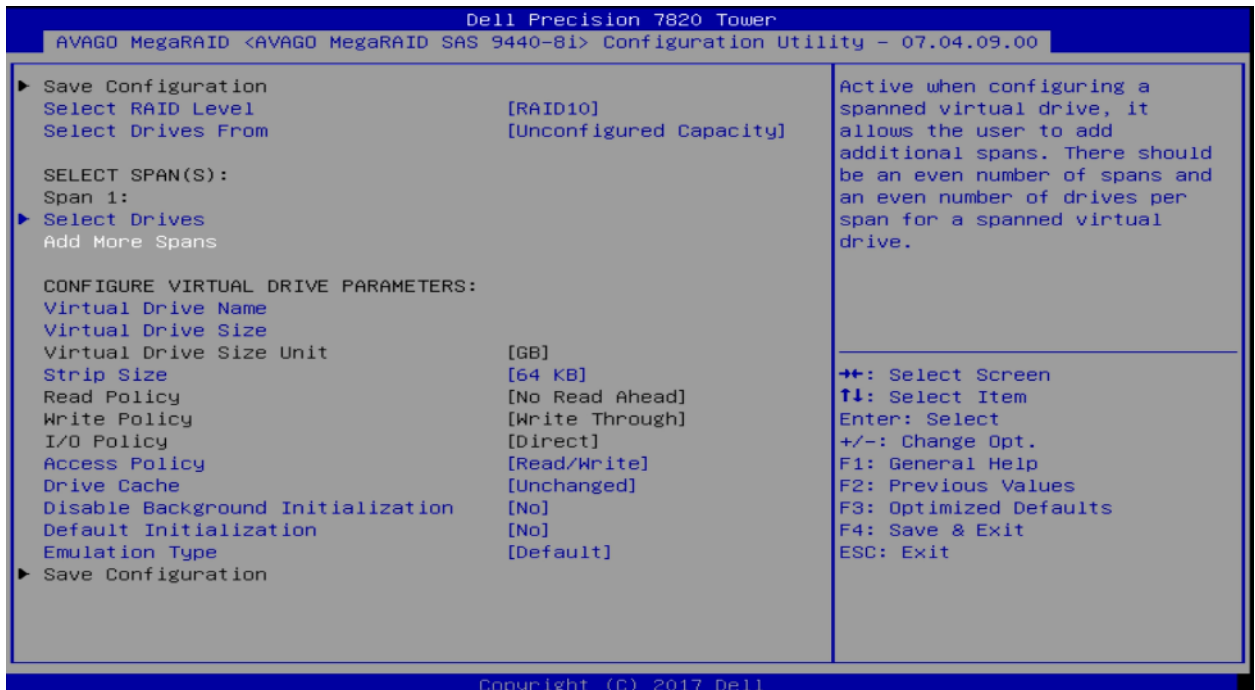 Dell Precision 7820 Tower
AVAGO MegaRAID <AVAGO MegaRAID SAS 9440-8i> Configuration Utility - 07.04.09.00
▶ Save Configuration
Select RAID Level [RAID10]
Select Drives From [Unconfigured Capacity]
SELECT SPAN(S):
Span 1:
▶ Select Drives
Add More Spans
CONFIGURE VIRTUAL DRIVE PARAMETERS:
Virtual Drive Name
Virtual Drive Size
Virtual Drive Size Unit [GB]
Strip Size [64 KB]
Read Policy [No Read Ahead]
Write Policy [Write Through]
I/O Policy [Direct]
Access Policy [Read/Write]
Drive Cache [Unchanged]
Disable Background Initialization [No]
Default Initialization [No]
Emulation Type [Default]
▶ Save Configuration
Active when configuring a
spanned virtual drive, it
allows the user to add
additional spans. There should
be an even number of spans and
an even number of drives per
span for a spanned virtual
drive.
→←: Select Screen
↑↓: Select Item
Enter: Select
+/-: Change Opt.
F1: General Help
F2: Previous Values
F3: Optimized Defaults
F4: Save & Exit
ESC: Exit
Copyright (C) 2017 Dell